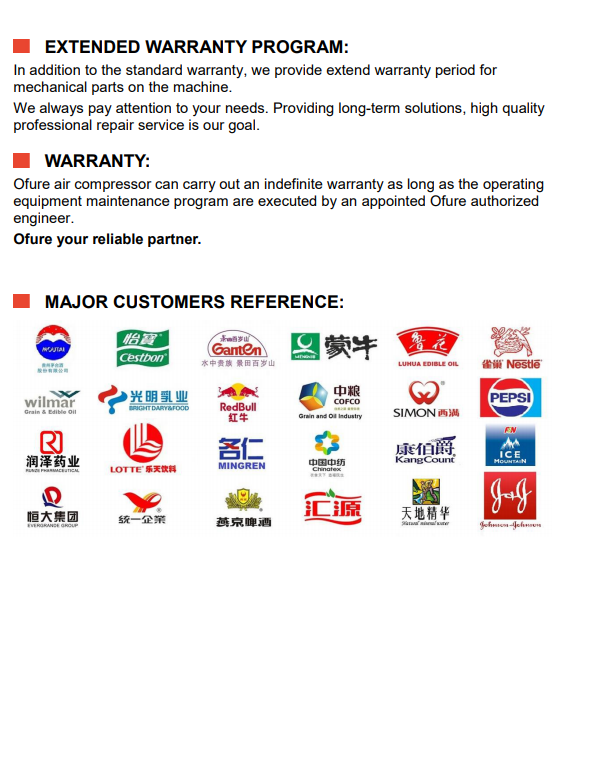 EXTENDED WARRANTY PROGRAM:
In addition to the standard warranty, we provide extend warranty period for
mechanical parts on the machine.
We always pay attention to your needs. Providing long-term solutions, high quality
professional repair service is our goal.
WARRANTY:
Ofure air compressor can carry out an indefinite warranty as long as the operating
equipment maintenance program are executed by an appointed Ofure authorized
engineer.
Ofure your reliable partner.
MAJOR CUSTOMERS REFERENCE:
MOUTAI
怡寶
Cestbon
Ganten
水中贵族 景田百岁山
蒙牛
鲁花
LUHUA EDIBLE OIL
雀巢 Nestlé
wilmar
Grain & Edible Oil
光明乳业
BRIGHT DARY&FOOD
RedBull
红牛
中粮
COFCO
Grain and Oil Industry
SIMON 西满
PEPSI
润泽药业
RUNZE PHARMACEUTICAL
LOTTE 乐天饮料
名仁
MINGREN
中国中纺
Chinatex
康伯爵
KangCount
FN
ICE
MOUNTAIN
恒大集团
EVERGRANDE GROUP
統一企業
燕京啤酒
汇源
天地精华
Natural mineral water
J&J
Johnson & Johnson